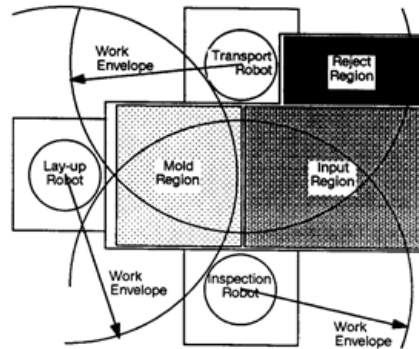 Work
Envelope
Transport
Robot
Reject
Region
Lay-up
Robot
Mold
Region
Input
Region
Work
Envelope
Inspection
Robot
Work
Envelope